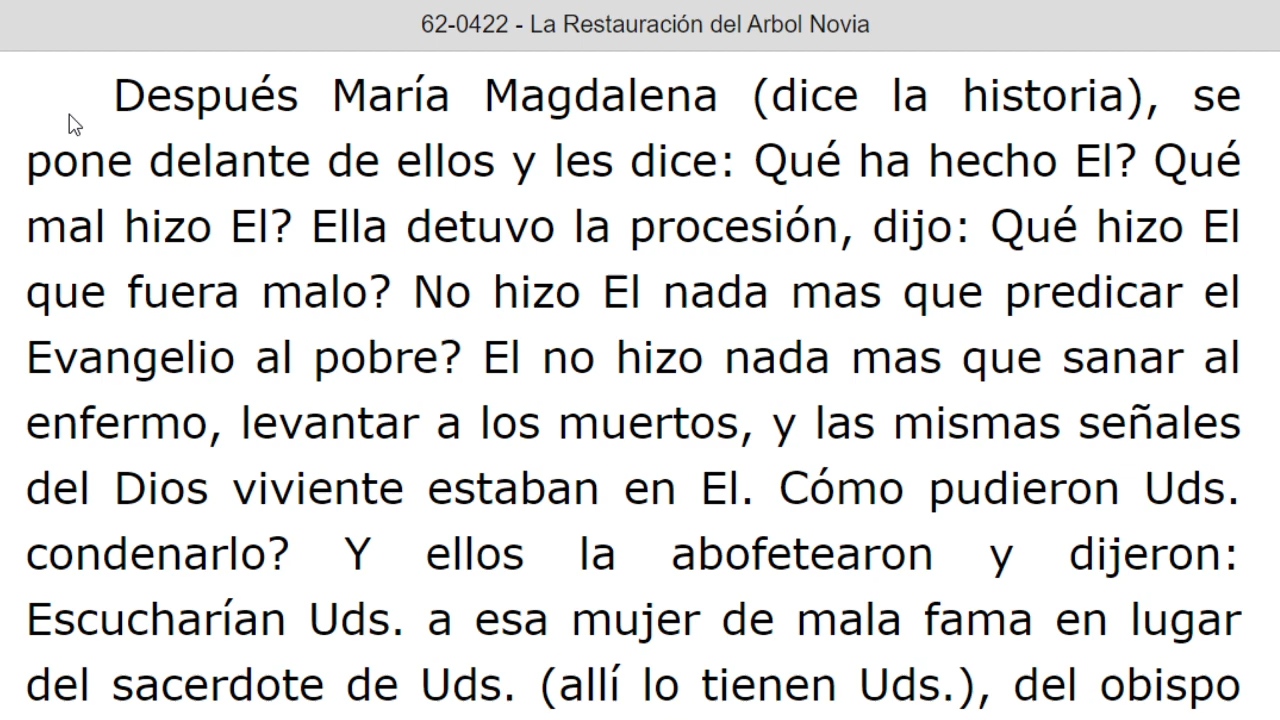 62-0422 - La Restauración del Arbol Novia
Después María Magdalena (dice la historia), se
pone delante de ellos y les dice: Qué ha hecho El? Qué
mal hizo El? Ella detuvo la procesión, dijo: Qué hizo El
que fuera malo? No hizo El nada mas que predicar el
Evangelio al pobre? El no hizo nada mas que sanar al
enfermo, levantar a los muertos, y las mismas señales
del Dios viviente estaban en El. Cómo pudieron Uds.
condenarlo? Y ellos la abofetearon y dijeron:
Escucharían Uds. a esa mujer de mala fama en lugar
del sacerdote de Uds. (allí lo tienen Uds.), del obispo